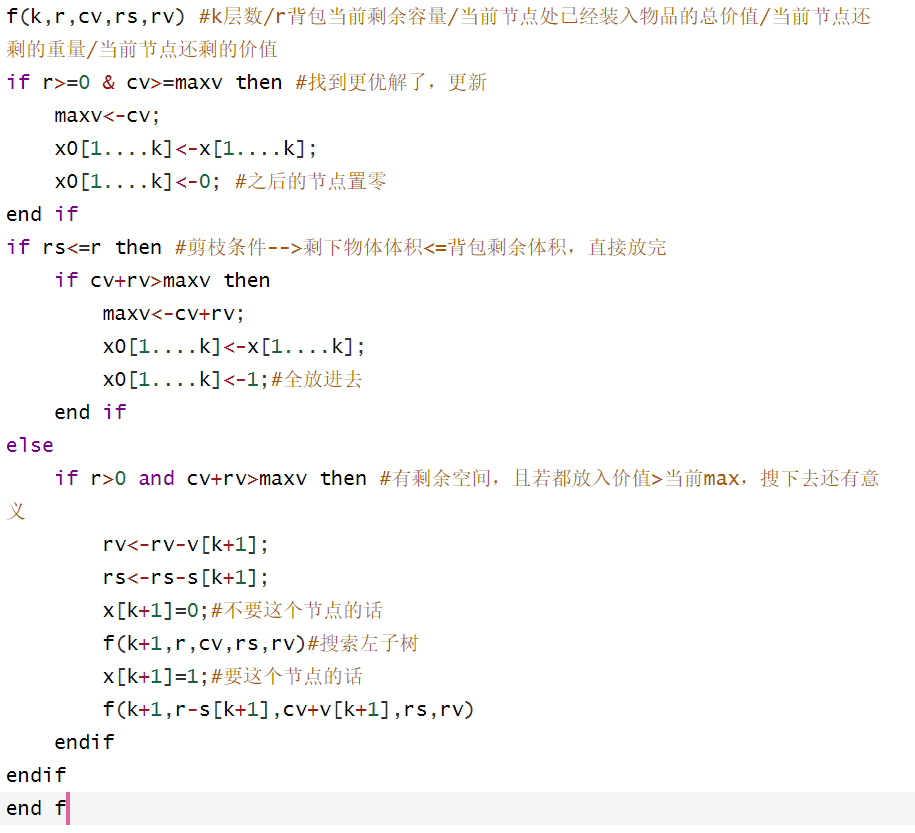 f(k,r,cv,rs,rv) #k层数/r背包当前剩余容量/当前节点处已经装入物品的总价值/当前节点还
剩的重量/当前节点还剩的价值
if r>=0 & cv>=maxv then #找到更优解了，更新
    maxv<-cv;
    x0[1....k]<-x[1....k];
    x0[1....k]<-0; #之后的节点置零
end if
if rs<=r then #剪枝条件-->剩下物体体积<=背包剩余体积，直接放完
    if cv+rv>maxv then
        maxv<-cv+rv;
        x0[1....k]<-x[1....k];
        x0[1....k]<-1;#全放进去
    end if
else
    if r>0 and cv+rv>maxv then #有剩余空间，且若都放入价值>当前max，搜下去还有意
义
        rv<-rv-v[k+1];
        rs<-rs-s[k+1];
        x[k+1]=0;#不要这个节点的话
        f(k+1,r,cv,rs,rv)#搜索左子树
        x[k+1]=1;#要这个节点的话
        f(k+1,r-s[k+1],cv+v[k+1],rs,rv)
    endif
endif
end f